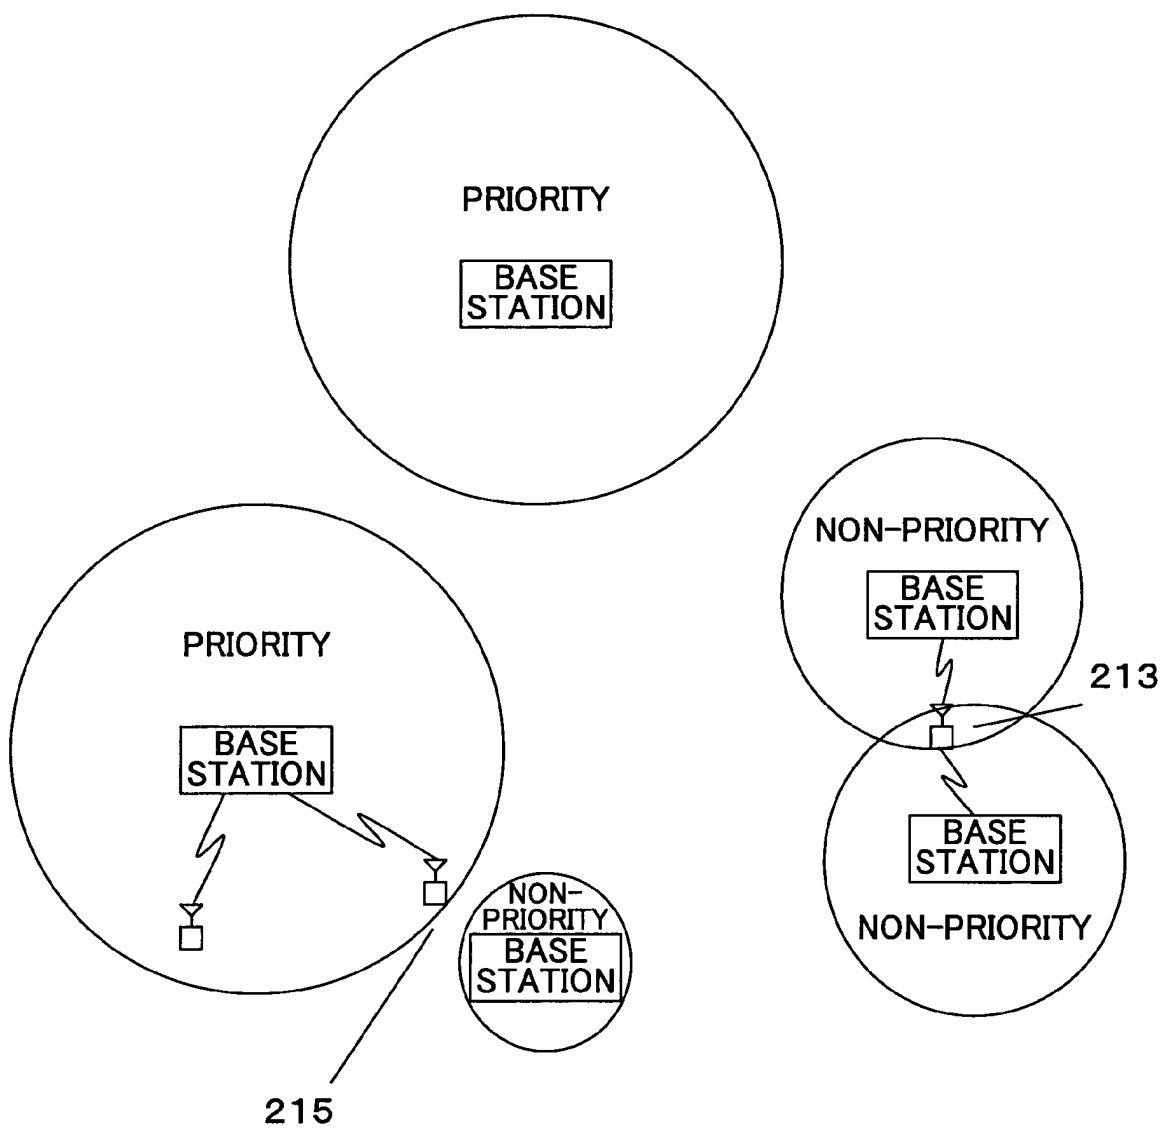 PRIORITY
BASE
STATION
NON-PRIORITY
BASE
STATION
PRIORITY
213
BASE
STATION
BASE
STATION
NON-
PRIORITY
NON-PRIORITY
BASE
STATION
215